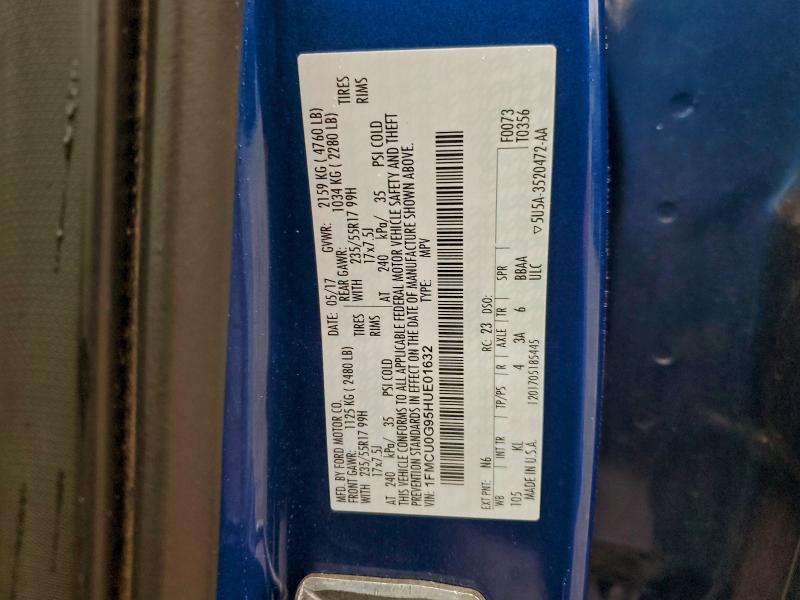 MFD. BY FORD MOTOR CO.
DATE: 05/17 GVWR: 2159 KG ( 4760 LB)
FRONT GAWR: 1125 KG ( 2480 LB) REAR GAWR: 1034 KG ( 2280 LB)
WITH 235/55R17 99H TIRES WITH 235/55R17 99H TIRES
17x7.5J RIMS 17x7.5J RIMS
AT 240 kPa/ 35 PSI COLD AT 240 kPa/ 35 PSI COLD
THIS VEHICLE CONFORMS TO ALL APPLICABLE FEDERAL MOTOR VEHICLE SAFETY AND THEFT
PREVENTION STANDARDS IN EFFECT ON THE DATE OF MANUFACTURE SHOWN ABOVE.
VIN: 1FMCU0G95HUE01632 TYPE: MPV
F0073
T0356
EXT PNT: N6 RC: 23 DSO:
WB INT TR TP/PS R AXLE TR SPR
105 KL 4 3A 6 BBAA
ULC
MADE IN U.S.A. 1201705185445 ▽5U5A-3520472-AA